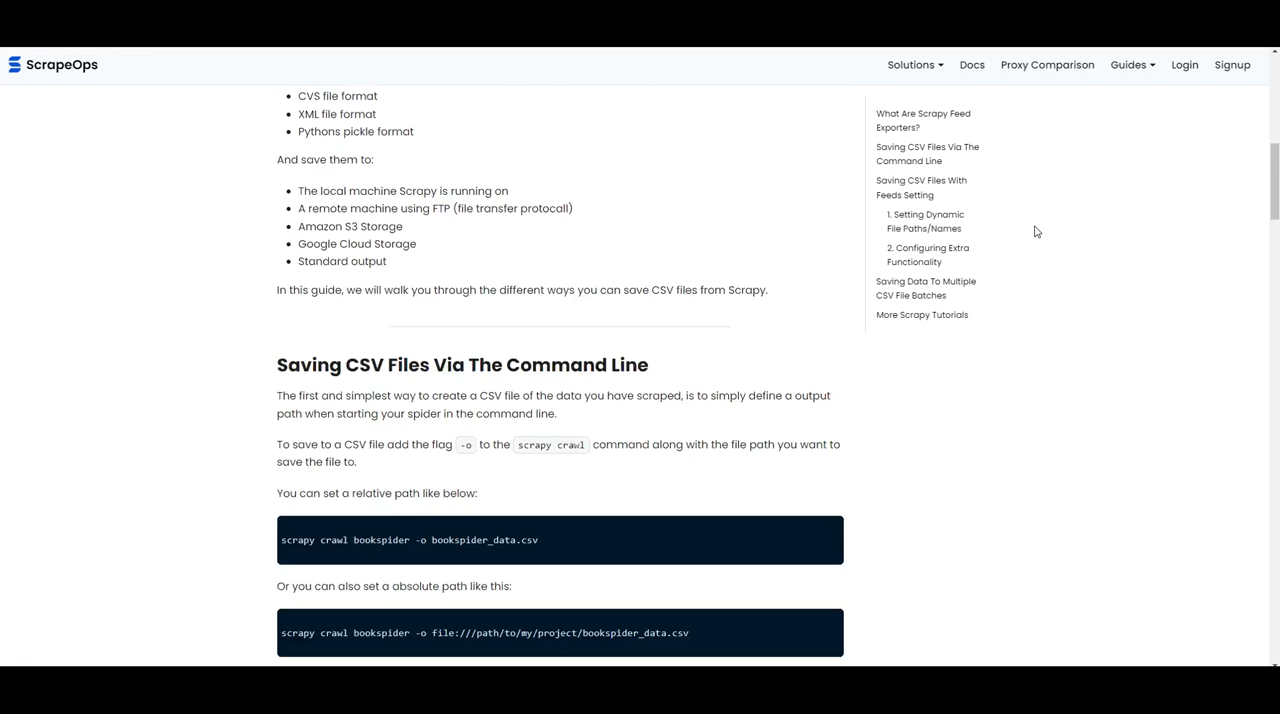 ScrapeOps
Solutions Docs Proxy Comparison Guides Login Signup
CVS file format
XML file format
Pythons pickle format
And save them to:
The local machine Scrapy is running on
A remote machine using FTP (file transfer protocall)
Amazon S3 Storage
Google Cloud Storage
Standard output
In this guide, we will walk you through the different ways you can save CSV files from Scrapy.
Saving CSV Files Via The Command Line
The first and simplest way to create a CSV file of the data you have scraped, is to simply define a output
path when starting your spider in the command line.
To save to a CSV file add the flag -o to the scrapy crawl command along with the file path you want to
save the file to.
You can set a relative path like below:
scrapy crawl bookspider -o bookspider_data.csv
Or you can also set a absolute path like this:
scrapy crawl bookspider -o file:///path/to/my/project/bookspider_data.csv
What Are Scrapy Feed
Exporters?
Saving CSV Files Via The
Command Line
Saving CSV Files With
Feeds Setting
1. Setting Dynamic
File Paths/Names
2. Configuring Extra
Functionality
Saving Data To Multiple
CSV File Batches
More Scrapy Tutorials